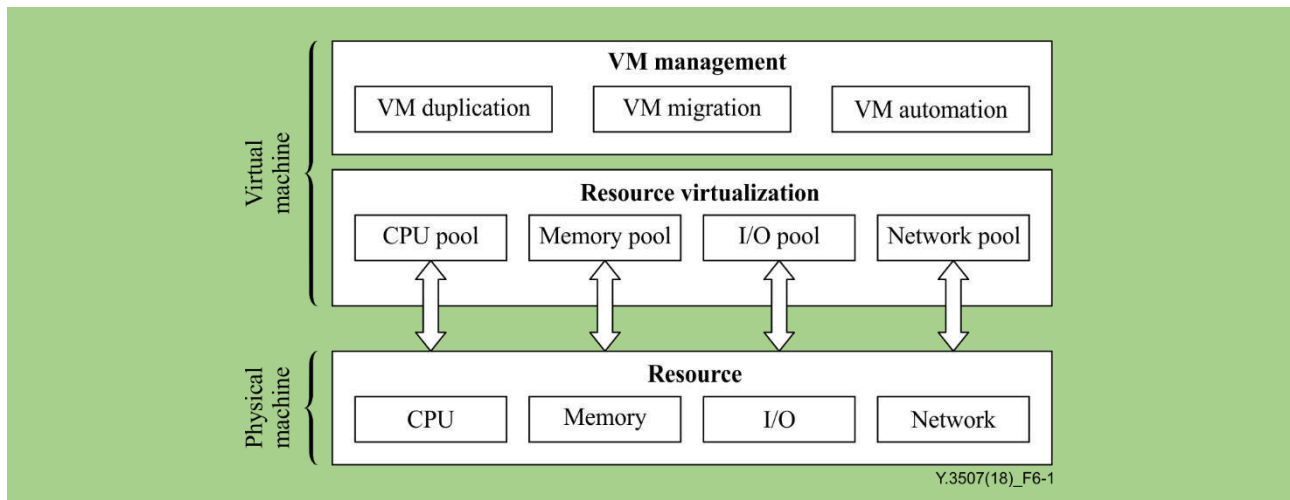 VM management
VM duplication
VM migration
VM automation
Virtual
machine
Resource virtualization
CPU pool
Memory pool
I/O pool
Network pool
Physical
machine
Resource
CPU
Memory
I/O
Network
Y.3507(18)_F6-1